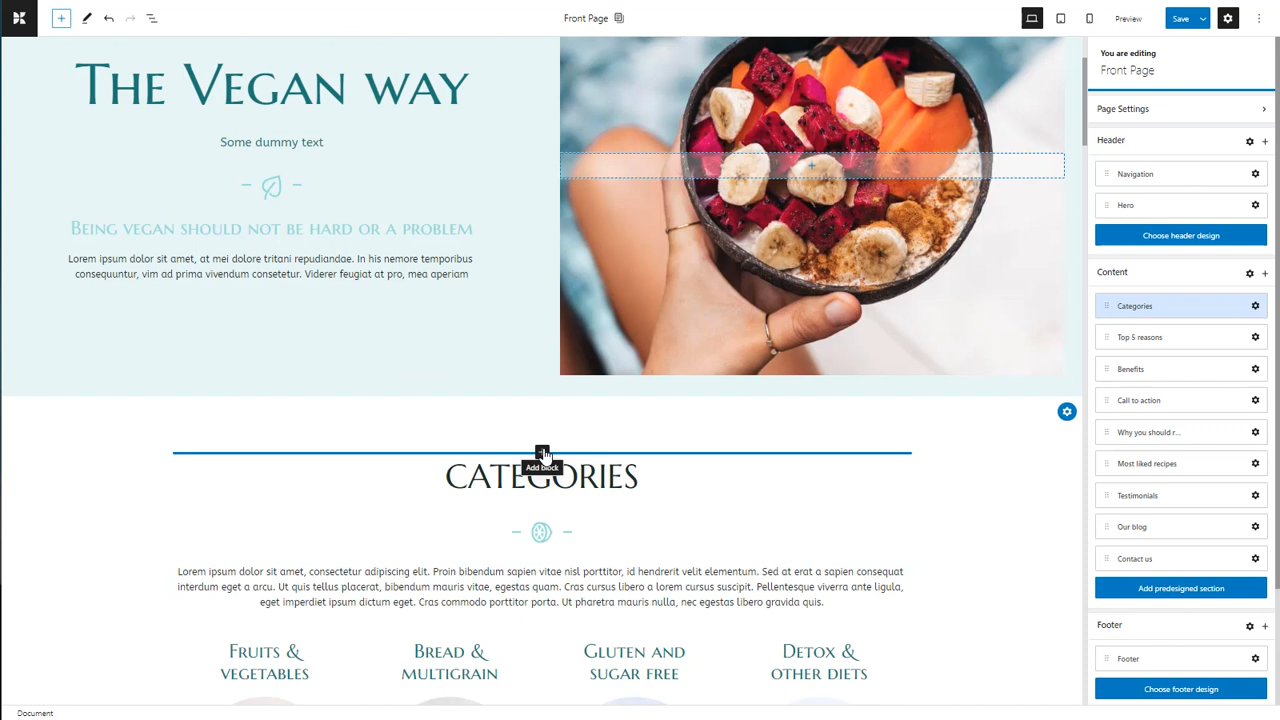 Front Page
Preview
Save
THE VEGAN WAY
Some dummy text
BEING VEGAN SHOULD NOT BE HARD OR A PROBLEM
Lorem ipsum dolor sit amet, at mei dolore tritani repudiandae. In his nemore temporibus
consequuntur, vim ad prima vivendum consetetur. Viderer feugiat at pro, mea aperiam
Add block
CATEGORIES
Lorem ipsum dolor sit amet, consectetur adipiscing elit. Proin bibendum sapien vitae nisl porttitor, id hendrerit velit elementum. Sed at erat a sapien consequat
interdum eget a arcu. Ut quis tellus placerat, bibendum mauris vitae, egestas quam. Cras cursus libero a lorem cursus suscipit. Pellentesque viverra ante ligula,
eget imperdiet ipsum dictum eget. Cras commodo porttitor porta. Ut pharetra mauris nulla, nec egestas libero gravida quis.
FRUITS &
VEGETABLES
BREAD &
MULTIGRAIN
GLUTEN AND
SUGAR FREE
DETOX &
OTHER DIETS
You are editing
Front Page
Page Settings
Header
Navigation
Hero
Choose header design
Content
Categories
Top 5 reasons
Benefits
Call to action
Why you should r...
Most liked recipes
Testimonials
Our blog
Contact us
Add predesigned section
Footer
Footer
Choose footer design
Document